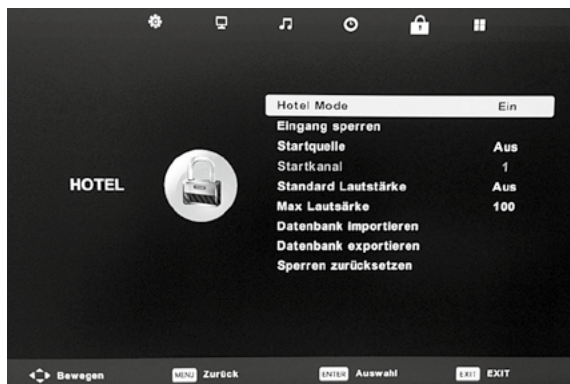 Hotel Mode Ein
Eingang sperren
Startquelle Aus
Startkanal 1
HOTEL
Standard Lautstärke Aus
Max Lautsärke 100
Datenbank importieren
Datenbank exportieren
Sperren zurücksetzen
Bewegen MENU Zurück ENTER Auswahl EXIT EXIT